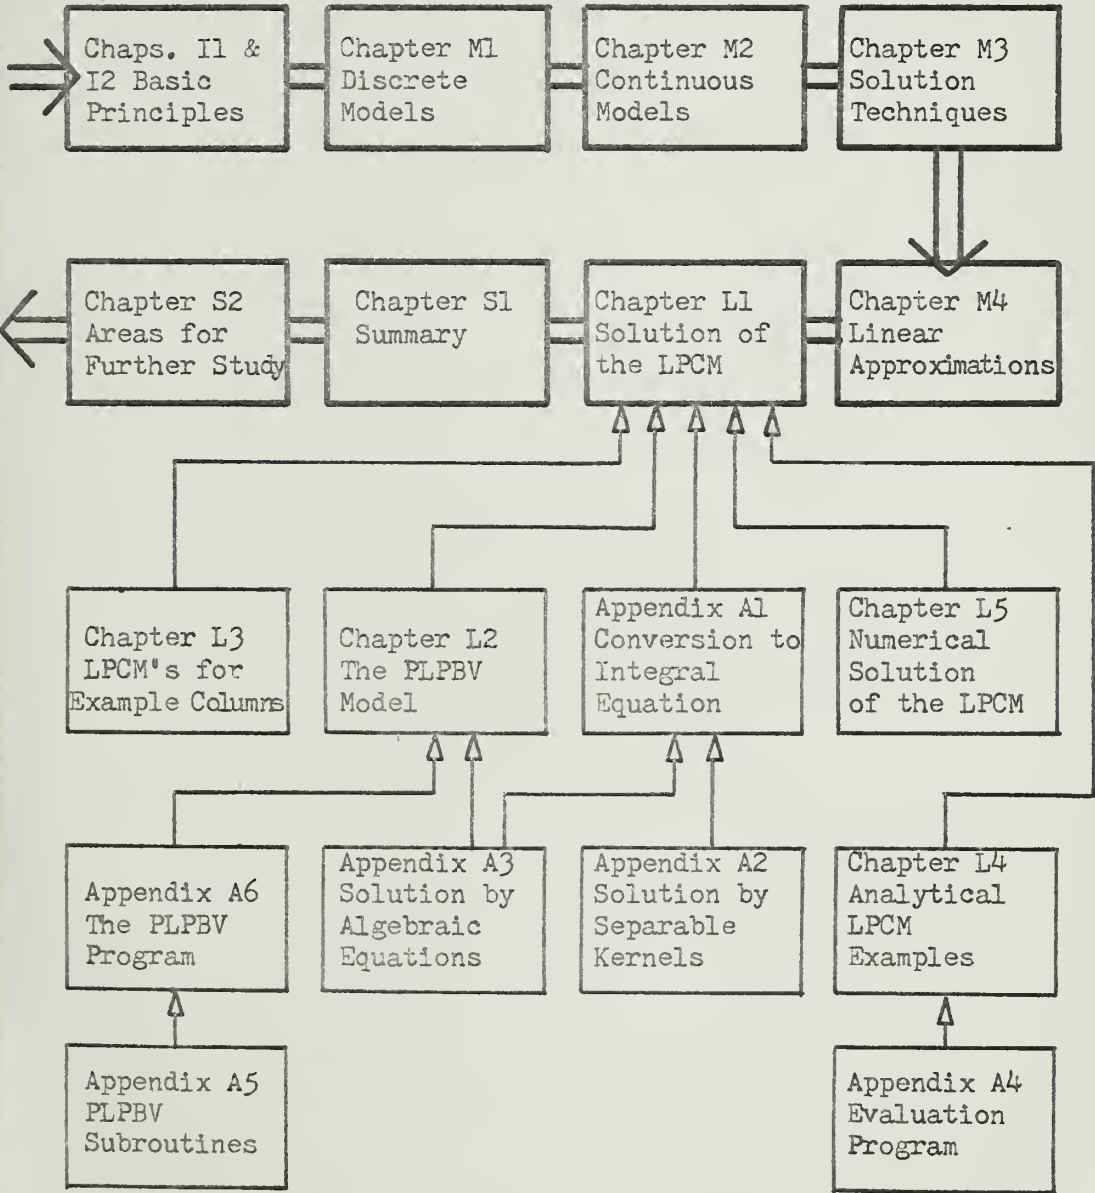 Chaps. I1 &
I2 Basic
Principles
Chapter M1
Discrete
Models
Chapter M2
Continuous
Models
Chapter M3
Solution
Techniques
Chapter S2
Areas for
Further Study
Chapter S1
Summary
Chapter L1
Solution of
the LPCM
Chapter M4
Linear
Approximations
Chapter L3
LPCM's for
Example Columns
Chapter L2
The PLPBV
Model
Appendix A1
Conversion to
Integral
Equation
Chapter L5
Numerical
Solution
of the LPCM
Appendix A6
The PLPBV
Program
Appendix A3
Solution by
Algebraic
Equations
Appendix A2
Solution by
Separable
Kernels
Chapter L4
Analytical
LPCM
Examples
Appendix A5
PLPBV
Subroutines
Appendix A4
Evaluation
Program